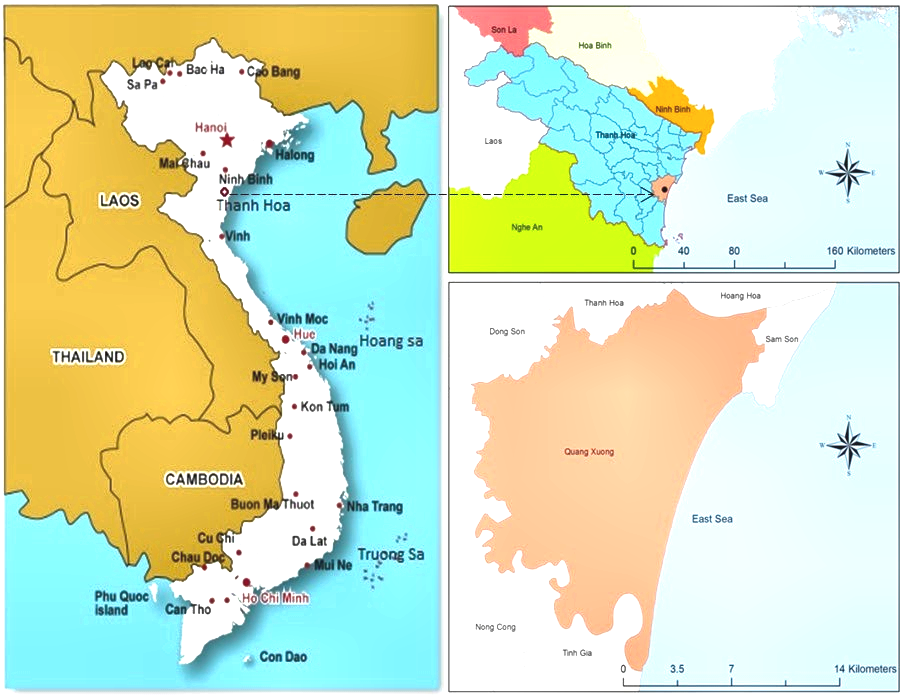 Lao Cai
Bao Ha
Cao Bang
Sa Pa
Hanoi
Halong
Mai Chau
Ninh Binh
Thanh Hoa
LAOS
Vinh
Vinh Moc
Hue
Hoang sa
Da Nang
Hoi An
THAILAND
My Son
Kon Tum
Pleiku
CAMBODIA
Buon Ma Thuot
Nha Trang
Cu Chi
Da Lat
Chau Doc
Truong Sa
Mui Ne
Phu Quoc
island
Ho Chi Minh
Can Tho
Con Dao
Son La
Hoa Binh
Ninh Binh
Thanh Hoa
Laos
N
W E
S
East Sea
Nghe An
0 40 80 160 Kilometers
Thanh Hoa
Hoang Hoa
Dong Son
Sam Son
N
W E
S
Quang Xuong
East Sea
Nong Cong
Tinh Gia
0 3.5 7 14 Kilometers